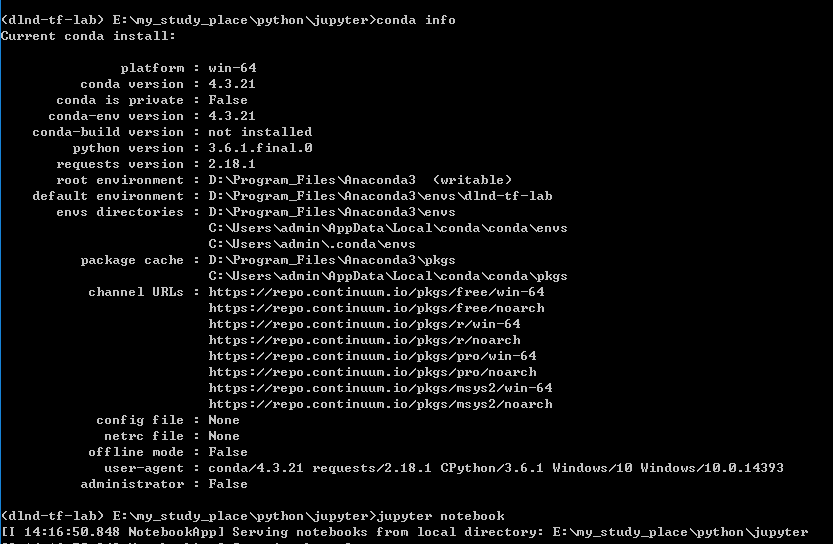 (dlnd-tf-lab) E:\my_study_place\python\jupyter>conda info
Current conda install:
platform : win-64
conda version : 4.3.21
conda is private : False
conda-env version : 4.3.21
conda-build version : not installed
python version : 3.6.1.final.0
requests version : 2.18.1
root environment : D:\Program_Files\Anaconda3  (writable)
default environment : D:\Program_Files\Anaconda3\envs\dlnd-tf-lab
envs directories : D:\Program_Files\Anaconda3\envs
C:\Users\admin\AppData\Local\conda\conda\envs
C:\Users\admin\.conda\envs
package cache : D:\Program_Files\Anaconda3\pkgs
C:\Users\admin\AppData\Local\conda\conda\pkgs
channel URLs : https://repo.continuum.io/pkgs/free/win-64
https://repo.continuum.io/pkgs/free/noarch
https://repo.continuum.io/pkgs/r/win-64
https://repo.continuum.io/pkgs/r/noarch
https://repo.continuum.io/pkgs/pro/win-64
https://repo.continuum.io/pkgs/pro/noarch
https://repo.continuum.io/pkgs/msys2/win-64
https://repo.continuum.io/pkgs/msys2/noarch
config file : None
netrc file : None
offline mode : False
user-agent : conda/4.3.21 requests/2.18.1 CPython/3.6.1 Windows/10 Windows/10.0.14393
administrator : False
(dlnd-tf-lab) E:\my_study_place\python\jupyter>jupyter notebook
[I 14:16:50.848 NotebookApp] Serving notebooks from local directory: E:\my_study_place\python\jupyter